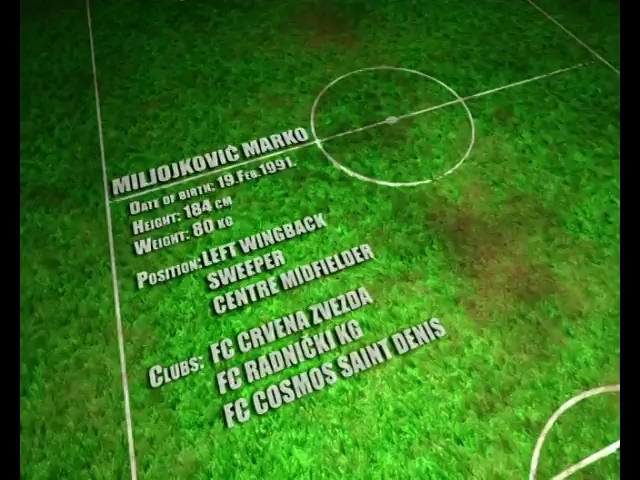 MILJOJKOVIĆ MARKO
DATE OF BIRTH: 19.FEB.1991.
HEIGHT: 184 CM
WEIGHT: 80 KG
POSITION: LEFT WINGBACK
SWEEPER
CENTRE MIDFIELDER
CLUBS: FC CRVENA ZVEZDA
FC RADNIČKI KG
FC COSMOS SAINT DENIS